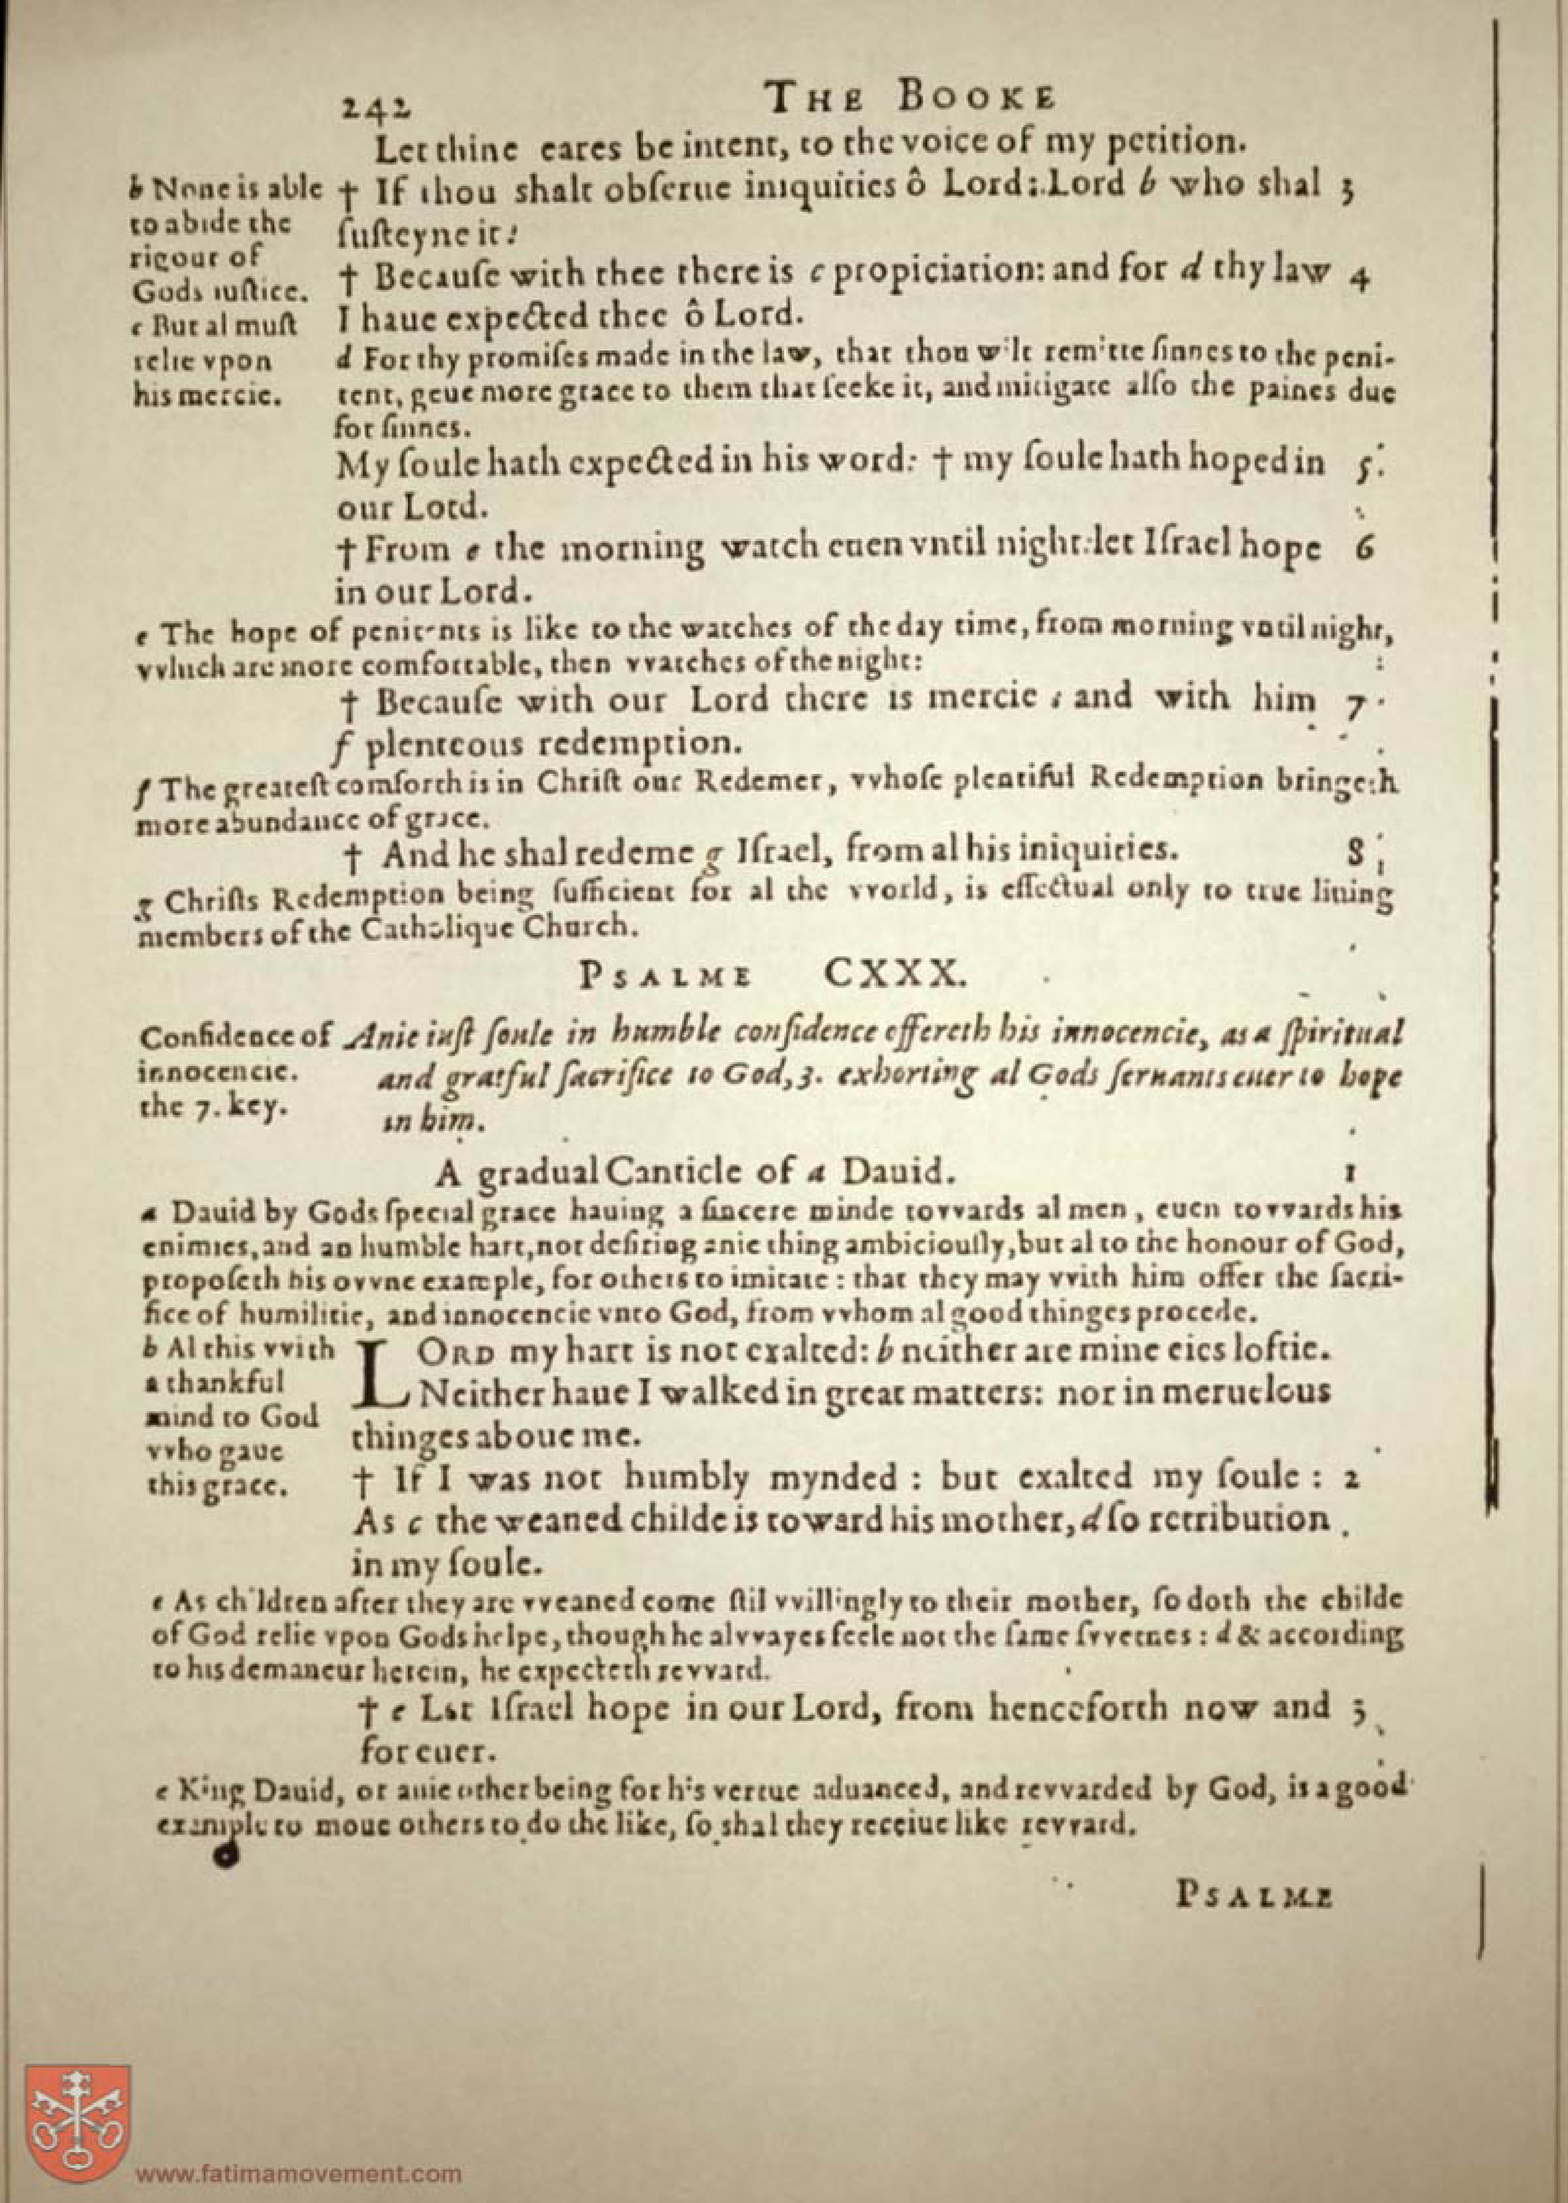 242 THE BOOKE
Let thine eares be intent, to the voice of my petition.
b None is able
to abide the
rigour of
Gods iustice.
c But al must
relie vpon
his mercie.
† If thou shalt obſerue iniquities ô Lord: Lord b who shal 3
ſuſteyne it?
† Becauſe with thee there is c propiciation: and for d thy law 4
I haue expected thee ô Lord.
d For thy promiſes made in the law, that thou wilt remitte ſinnes to the peni-
tent, geue more grace to them that ſeeke it, and mitigate alſo the paines due
for ſinnes.
My ſoule hath expected in his word: † my ſoule hath hoped in 5
our Lord.
† From e the morning watch euen vntil night: let Iſrael hope 6
in our Lord.
e The hope of penitents is like to the watches of the day time, from morning vntil night,
vvhich are more comfortable, then vvatches of the night:
† Becauſe with our Lord there is mercie: and with him 7
f plenteous redemption.
f The greateſt comforth is in Chriſt our Redemer, vvhoſe plentiful Redemption bringeth
more abundance of grace.
† And he shal redeme g Iſrael, from al his iniquities. 8
g Chriſts Redemption being ſufficient for al the vvorld, is effectual only to true liuing
members of the Catholique Church.
PSALME CXXX.
Confidence of
innocencie.
the 7. key.
Anie iuſt ſoule in humble confidence offereth his innocencie, as a ſpiritual
and grateful ſacrifice to God, 3. exhorting al Gods ſeruants euer to hope
in him.
A gradual Canticle of a Dauid. 1
a Dauid by Gods ſpecial grace hauing a ſincere minde tovvards al men, euen tovvards his
enimies, and an humble hart, not deſiring anie thing ambiciouſly, but al to the honour of God,
propoſeth his ovvne example, for others to imitate: that they may vvith him offer the ſacri-
fice of humilitie, and innocencie vnto God, from vvhom al good thinges procede.
b Al this vvith
a thankful
mind to God
vvho gaue
this grace.
LORD my hart is not exalted: b neither are mine eies loftie.
Neither haue I walked in great matters: nor in meruelous
thinges aboue me.
† If I was not humbly mynded: but exalted my ſoule: 2
As c the weaned childe is toward his mother, d ſo retribution
in my ſoule.
c As children after they are vveaned come ſtil vvillingly to their mother, ſo doth the childe
of God relie vpon Gods helpe, though he alvvayes feele not the ſame ſvveetnes: d & according
to his demaneur herein, he expecteth revvard.
† e Let Iſrael hope in our Lord, from henceforth now and 3
for euer.
e King Dauid, or anie other being for his vertue aduanced, and revvarded by God, is a good
example to moue others to do the like, ſo shal they receiue like revvard.
PSALME
www.fatimamovement.com